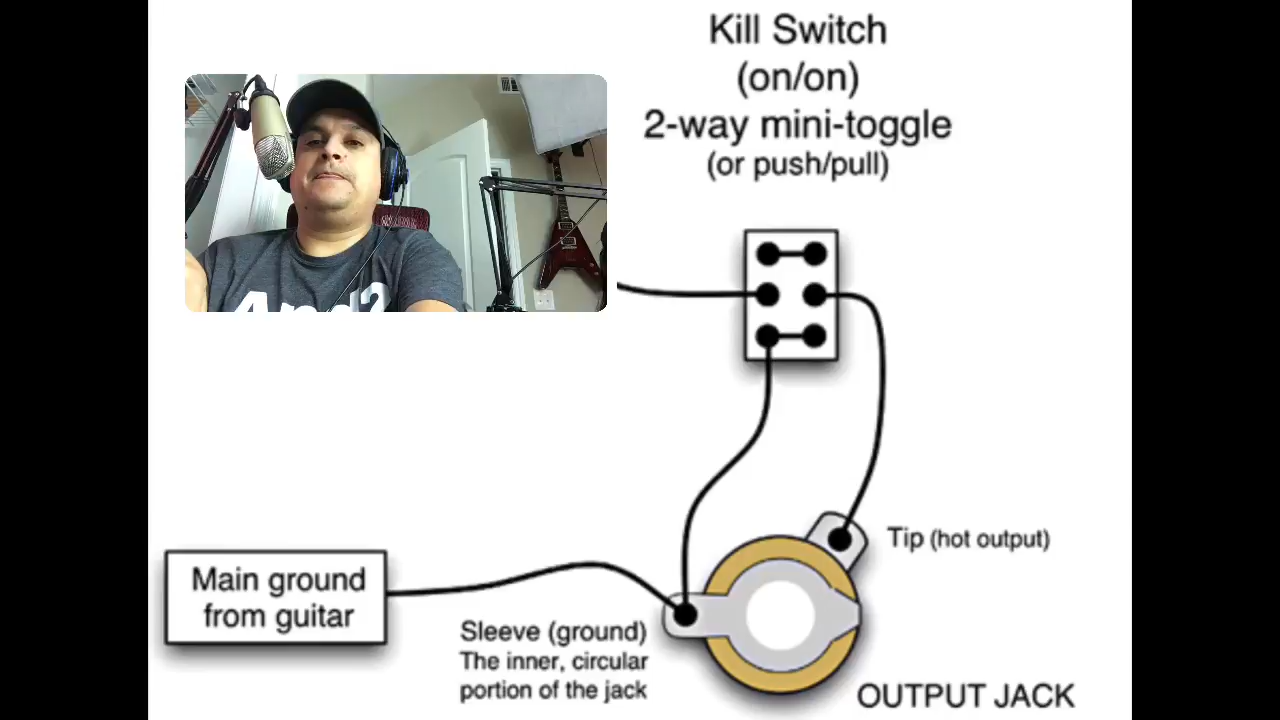 Kill Switch
(on/on)
2-way mini-toggle
(or push/pull)
Tip (hot output)
Main ground
from guitar
Sleeve (ground)
The inner, circular
portion of the jack
OUTPUT JACK